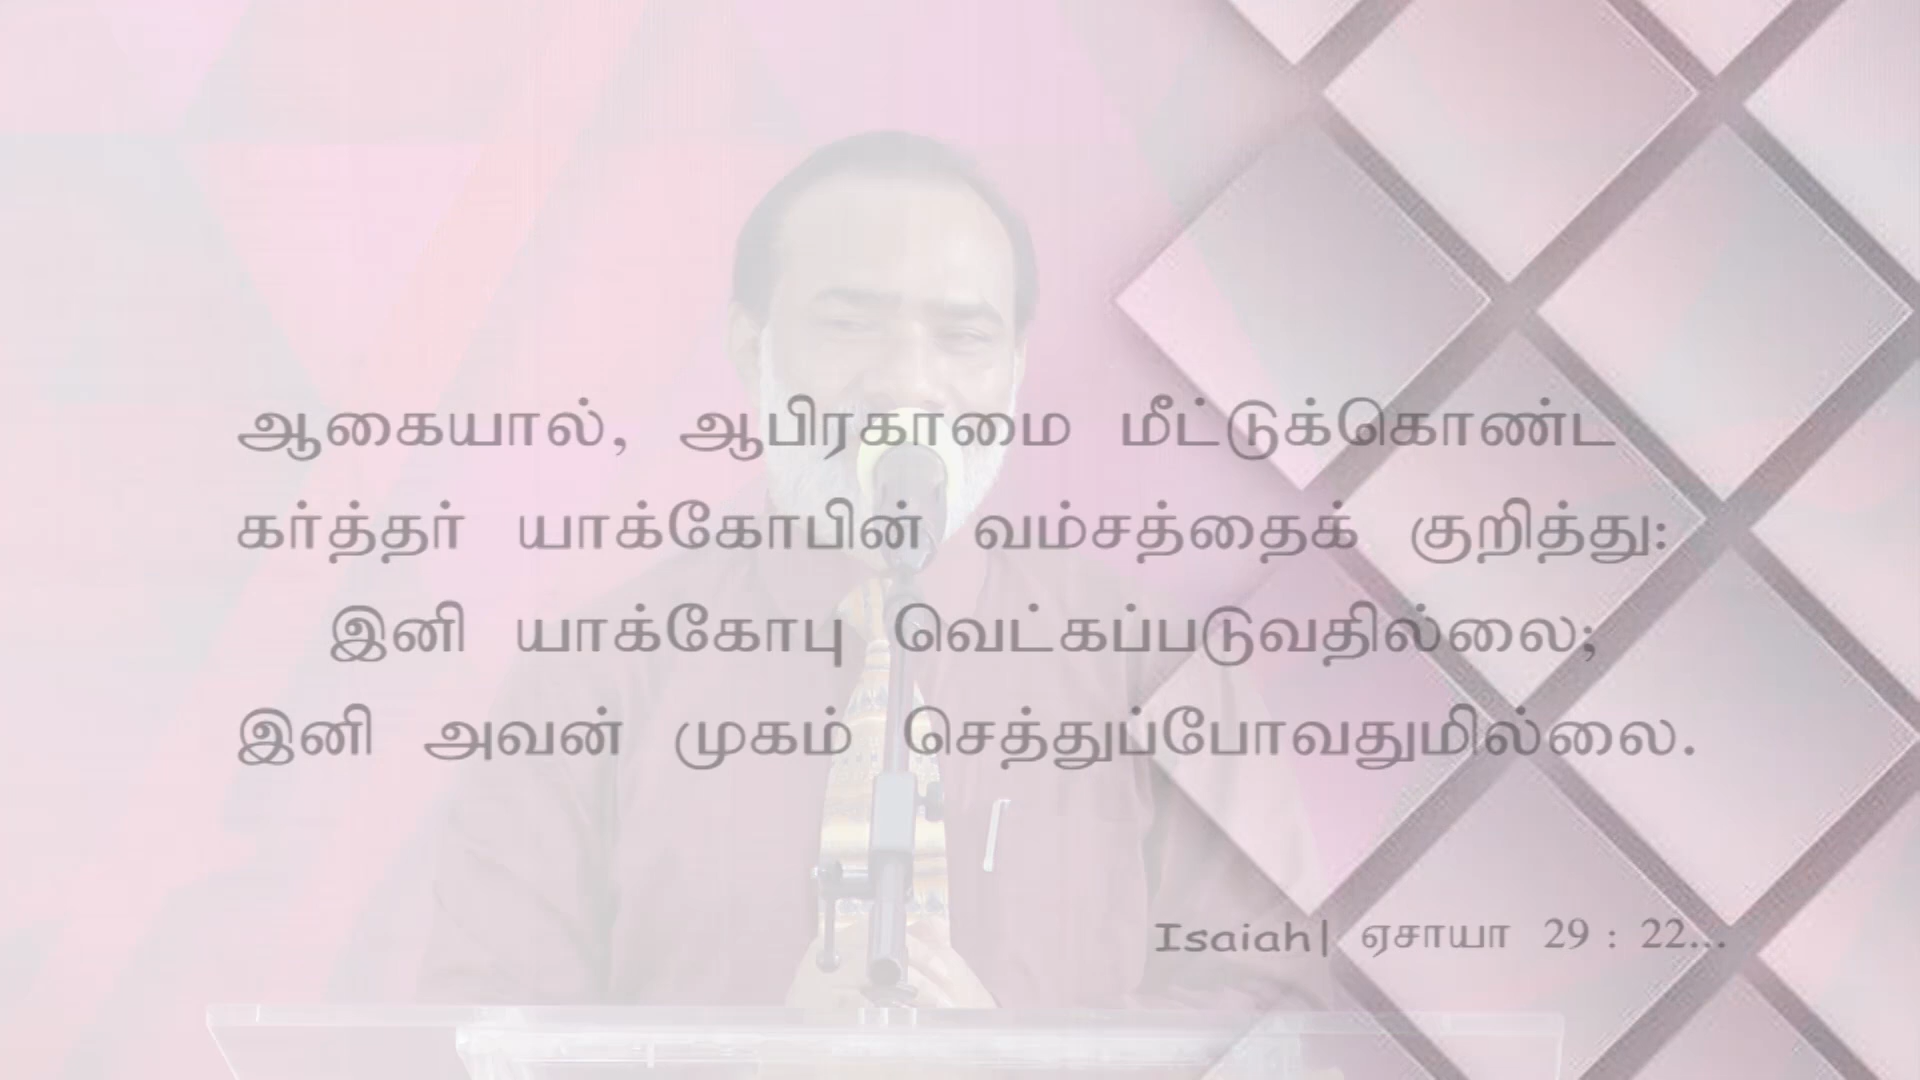 ஆகையால், ஆபிரகாமை மீட்டுக்கொண்ட
கர்த்தர் யாக்கோபின் வம்சத்தைக் குறித்து:
இனி யாக்கோபு வெட்கப்படுவதில்லை;
இனி அவன் முகம் செத்துப்போவதுமில்லை.
Isaiah| ஏசாயா 29 : 22...